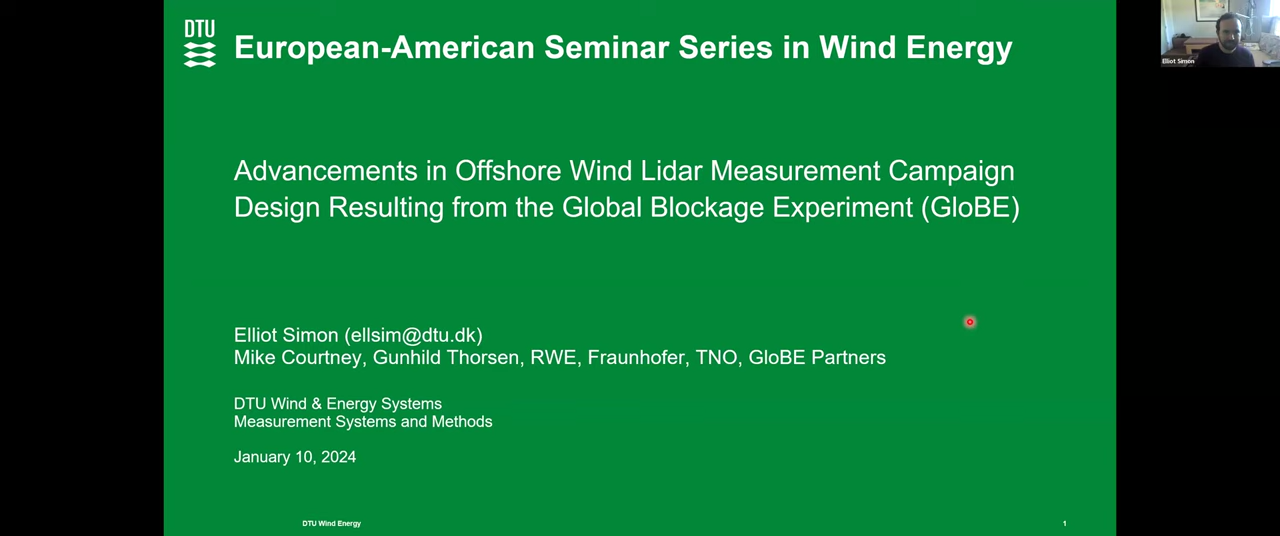 DTU
European-American Seminar Series in Wind Energy
Elliot Simon
Advancements in Offshore Wind Lidar Measurement Campaign
Design Resulting from the Global Blockage Experiment (GloBE)
Elliot Simon (ellsim@dtu.dk)
Mike Courtney, Gunhild Thorsen, RWE, Fraunhofer, TNO, GloBE Partners
DTU Wind & Energy Systems
Measurement Systems and Methods
January 10, 2024
DTU Wind Energy
1